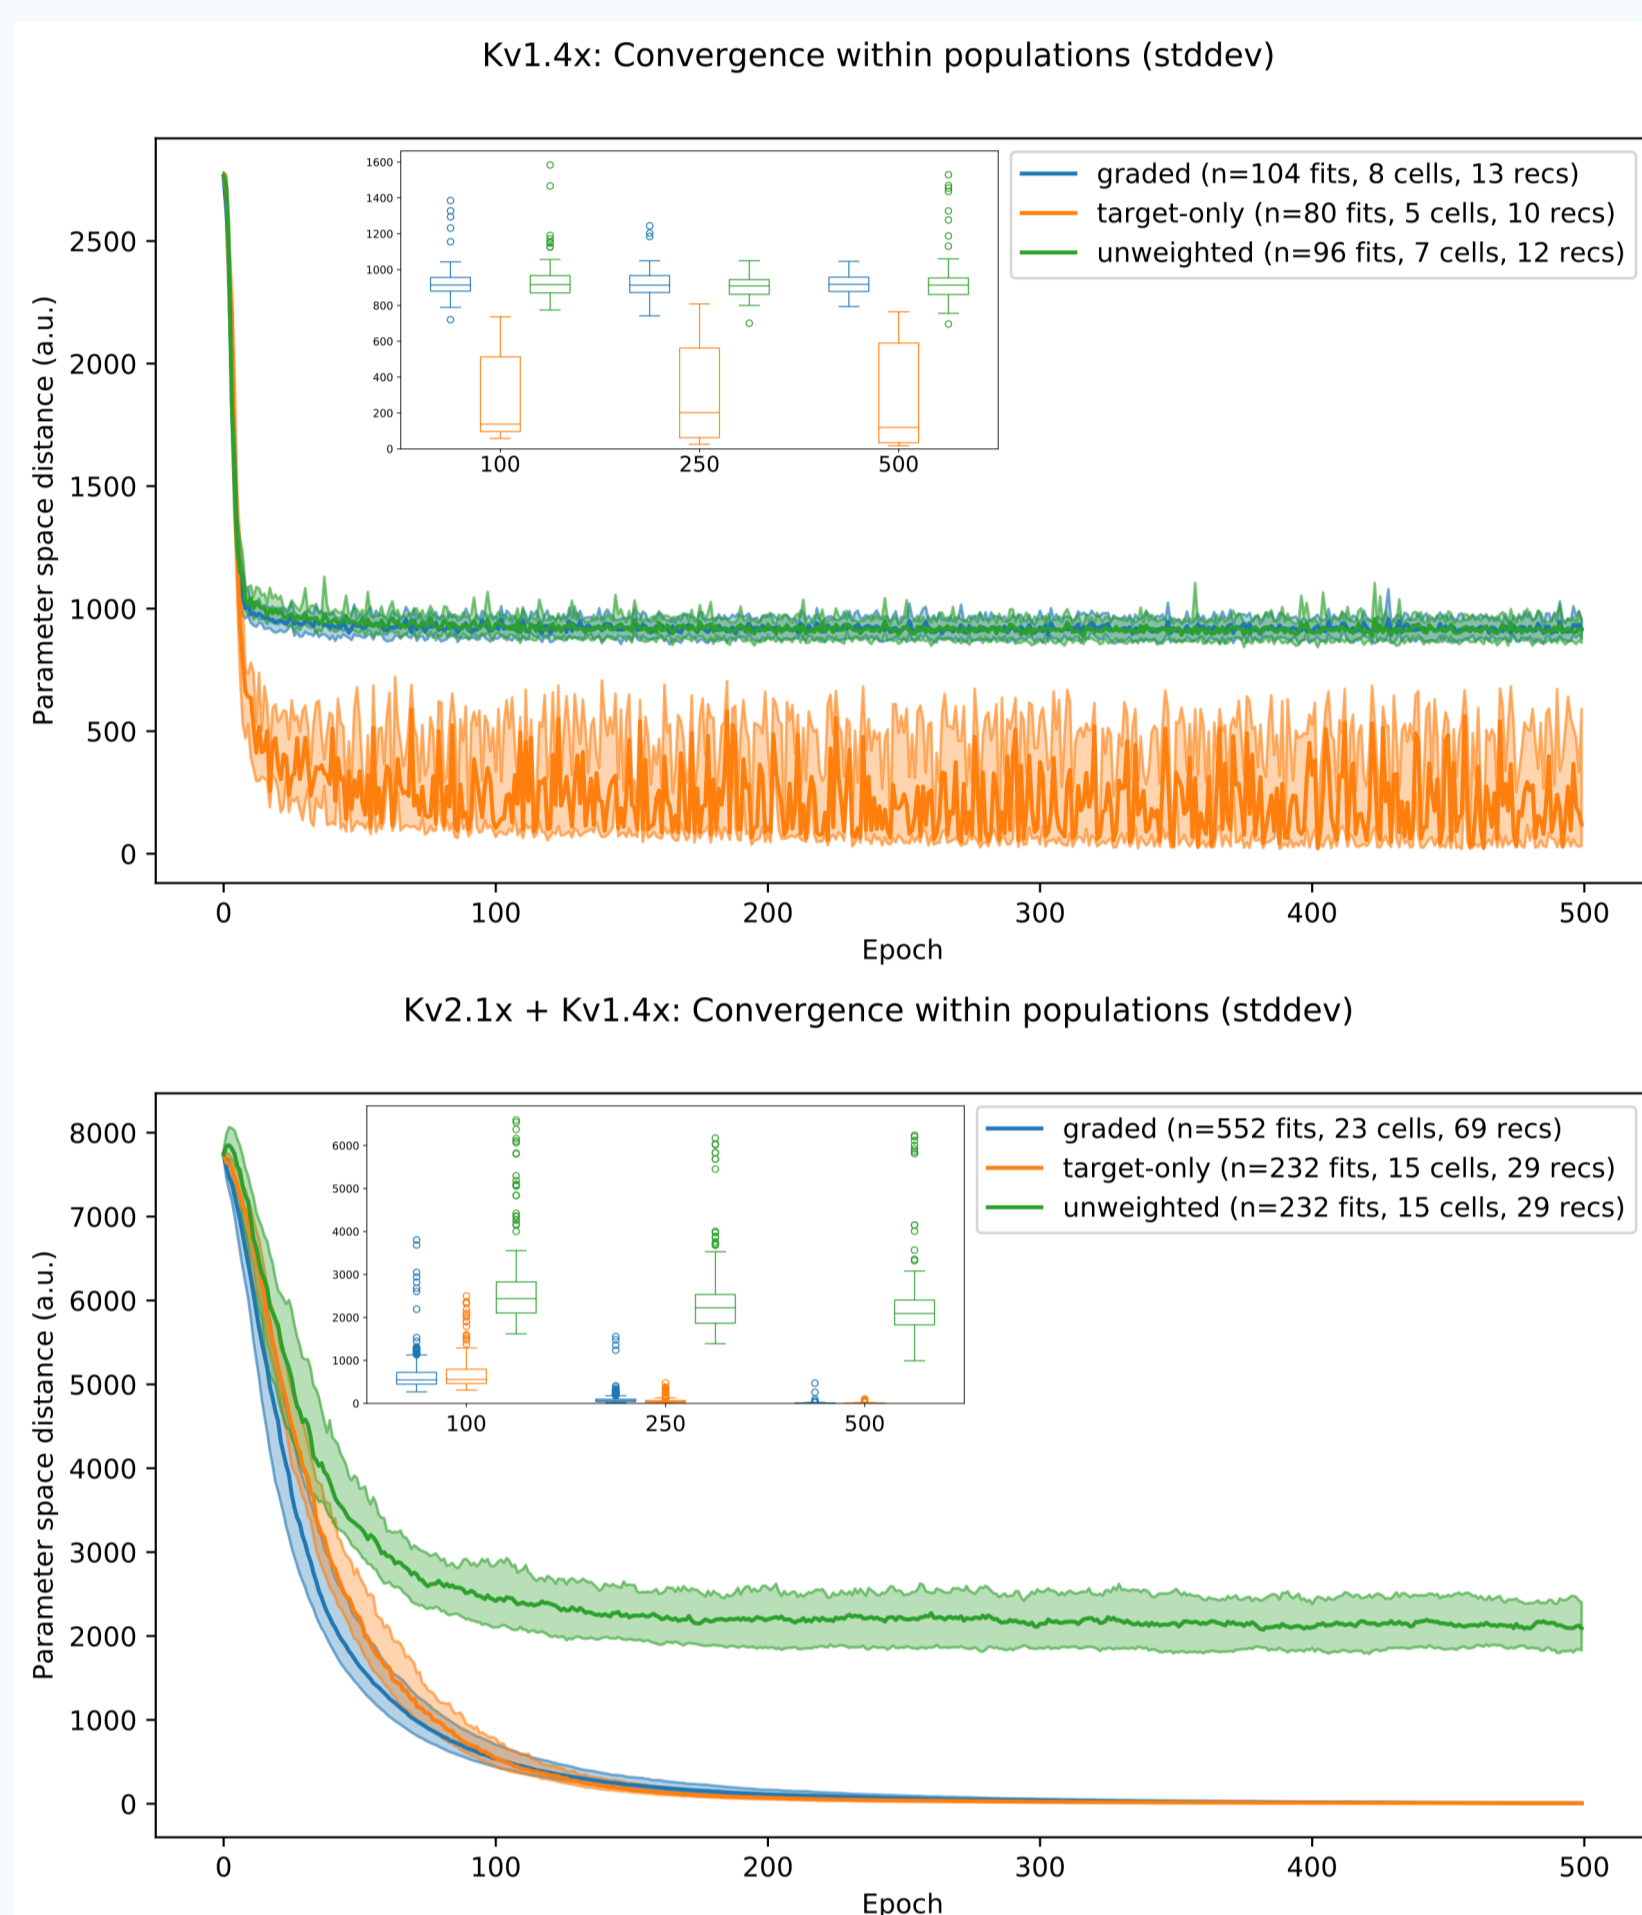 Kv1.4x: Convergence within populations (stddev)
graded (n=104 fits, 8 cells, 13 recs)
target-only (n=80 fits, 5 cells, 10 recs)
unweighted (n=96 fits, 7 cells, 12 recs)
1600
1400
1200
1000
800
600
400
200
0
100 250 500
Parameter space distance (a.u.)
2500
2000
1500
1000
500
0
0 100 200 300 400 500
Epoch
Kv2.1x + Kv1.4x: Convergence within populations (stddev)
graded (n=552 fits, 23 cells, 69 recs)
target-only (n=232 fits, 15 cells, 29 recs)
unweighted (n=232 fits, 15 cells, 29 recs)
6000
5000
4000
3000
2000
1000
0
100 250 500
Parameter space distance (a.u.)
8000
7000
6000
5000
4000
3000
2000
1000
0
0 100 200 300 400 500
Epoch